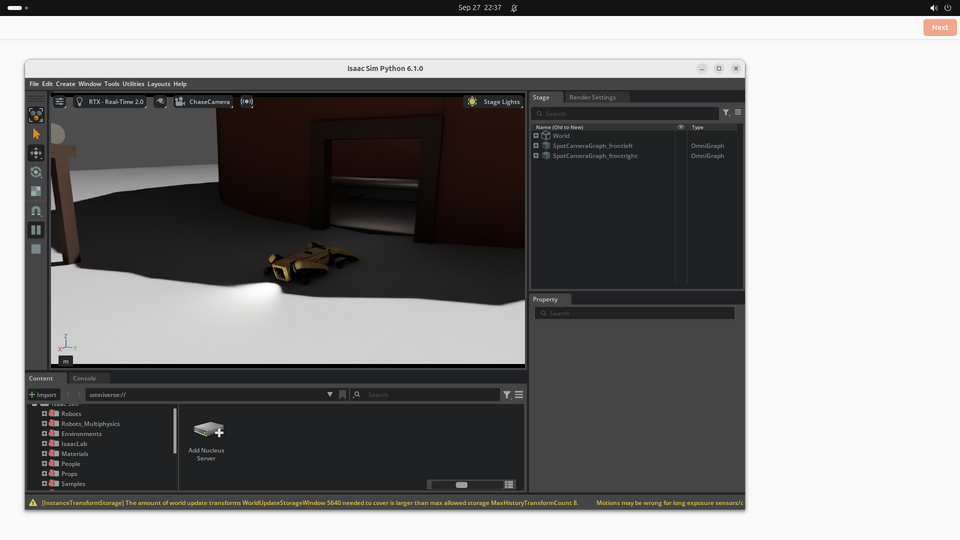 Sep 27 22:37
Next
Isaac Sim Python 6.1.0
File Edit Create Window Tools Utilities Layouts Help
RTX - Real-Time 2.0
ChaseCamera
Stage Lights
Stage
Render Settings
Search
Name (Old to New)
Type
World
SpotCameraGraph_frontleft
OmniGraph
SpotCameraGraph_frontright
OmniGraph
Property
Search
Z
X
Y
m
Content
Console
Import
omniverse://
Search
Robots
Robots_Multiphysics
Environments
IsaacLab
Materials
People
Props
Samples
Add Nucleus
Server
[InstanceTransformStorage] The amount of world update transforms WorldUpdateStorageWindow 5640 needed to cover is larger than max allowed storage MaxHistoryTransformCount 8. Motions may be wrong for long exposure sensors/c